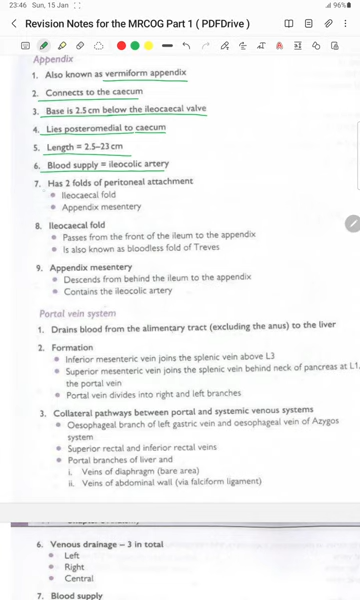 23:46 Sun, 15 Jan
96%
Revision Notes for the MRCOG Part 1 ( PDFDrive )
Appendix
1. Also known as vermiform appendix
2. Connects to the caecum
3. Base is 2.5 cm below the ileocaecal valve
4. Lies posteromedial to caecum
5. Length = 2.5–23 cm
6. Blood supply = ileocolic artery
7. Has 2 folds of peritoneal attachment
• Ileocaecal fold
• Appendix mesentery
8. Ileocaecal fold
• Passes from the front of the ileum to the appendix
• Is also known as bloodless fold of Treves
9. Appendix mesentery
• Descends from behind the ileum to the appendix
• Contains the ileocolic artery
Portal vein system
1. Drains blood from the alimentary tract (excluding the anus) to the liver
2. Formation
• Inferior mesenteric vein joins the splenic vein above L3
• Superior mesenteric vein joins the splenic vein behind neck of pancreas at L1,
the portal vein
• Portal vein divides into right and left branches
3. Collateral pathways between portal and systemic venous systems
• Oesophageal branch of left gastric vein and oesophageal vein of Azygos
system
• Superior rectal and inferior rectal veins
• Portal branches of liver and
i. Veins of diaphragm (bare area)
ii. Veins of abdominal wall (via falciform ligament)
6. Venous drainage – 3 in total
• Left
• Right
• Central
7. Blood supply